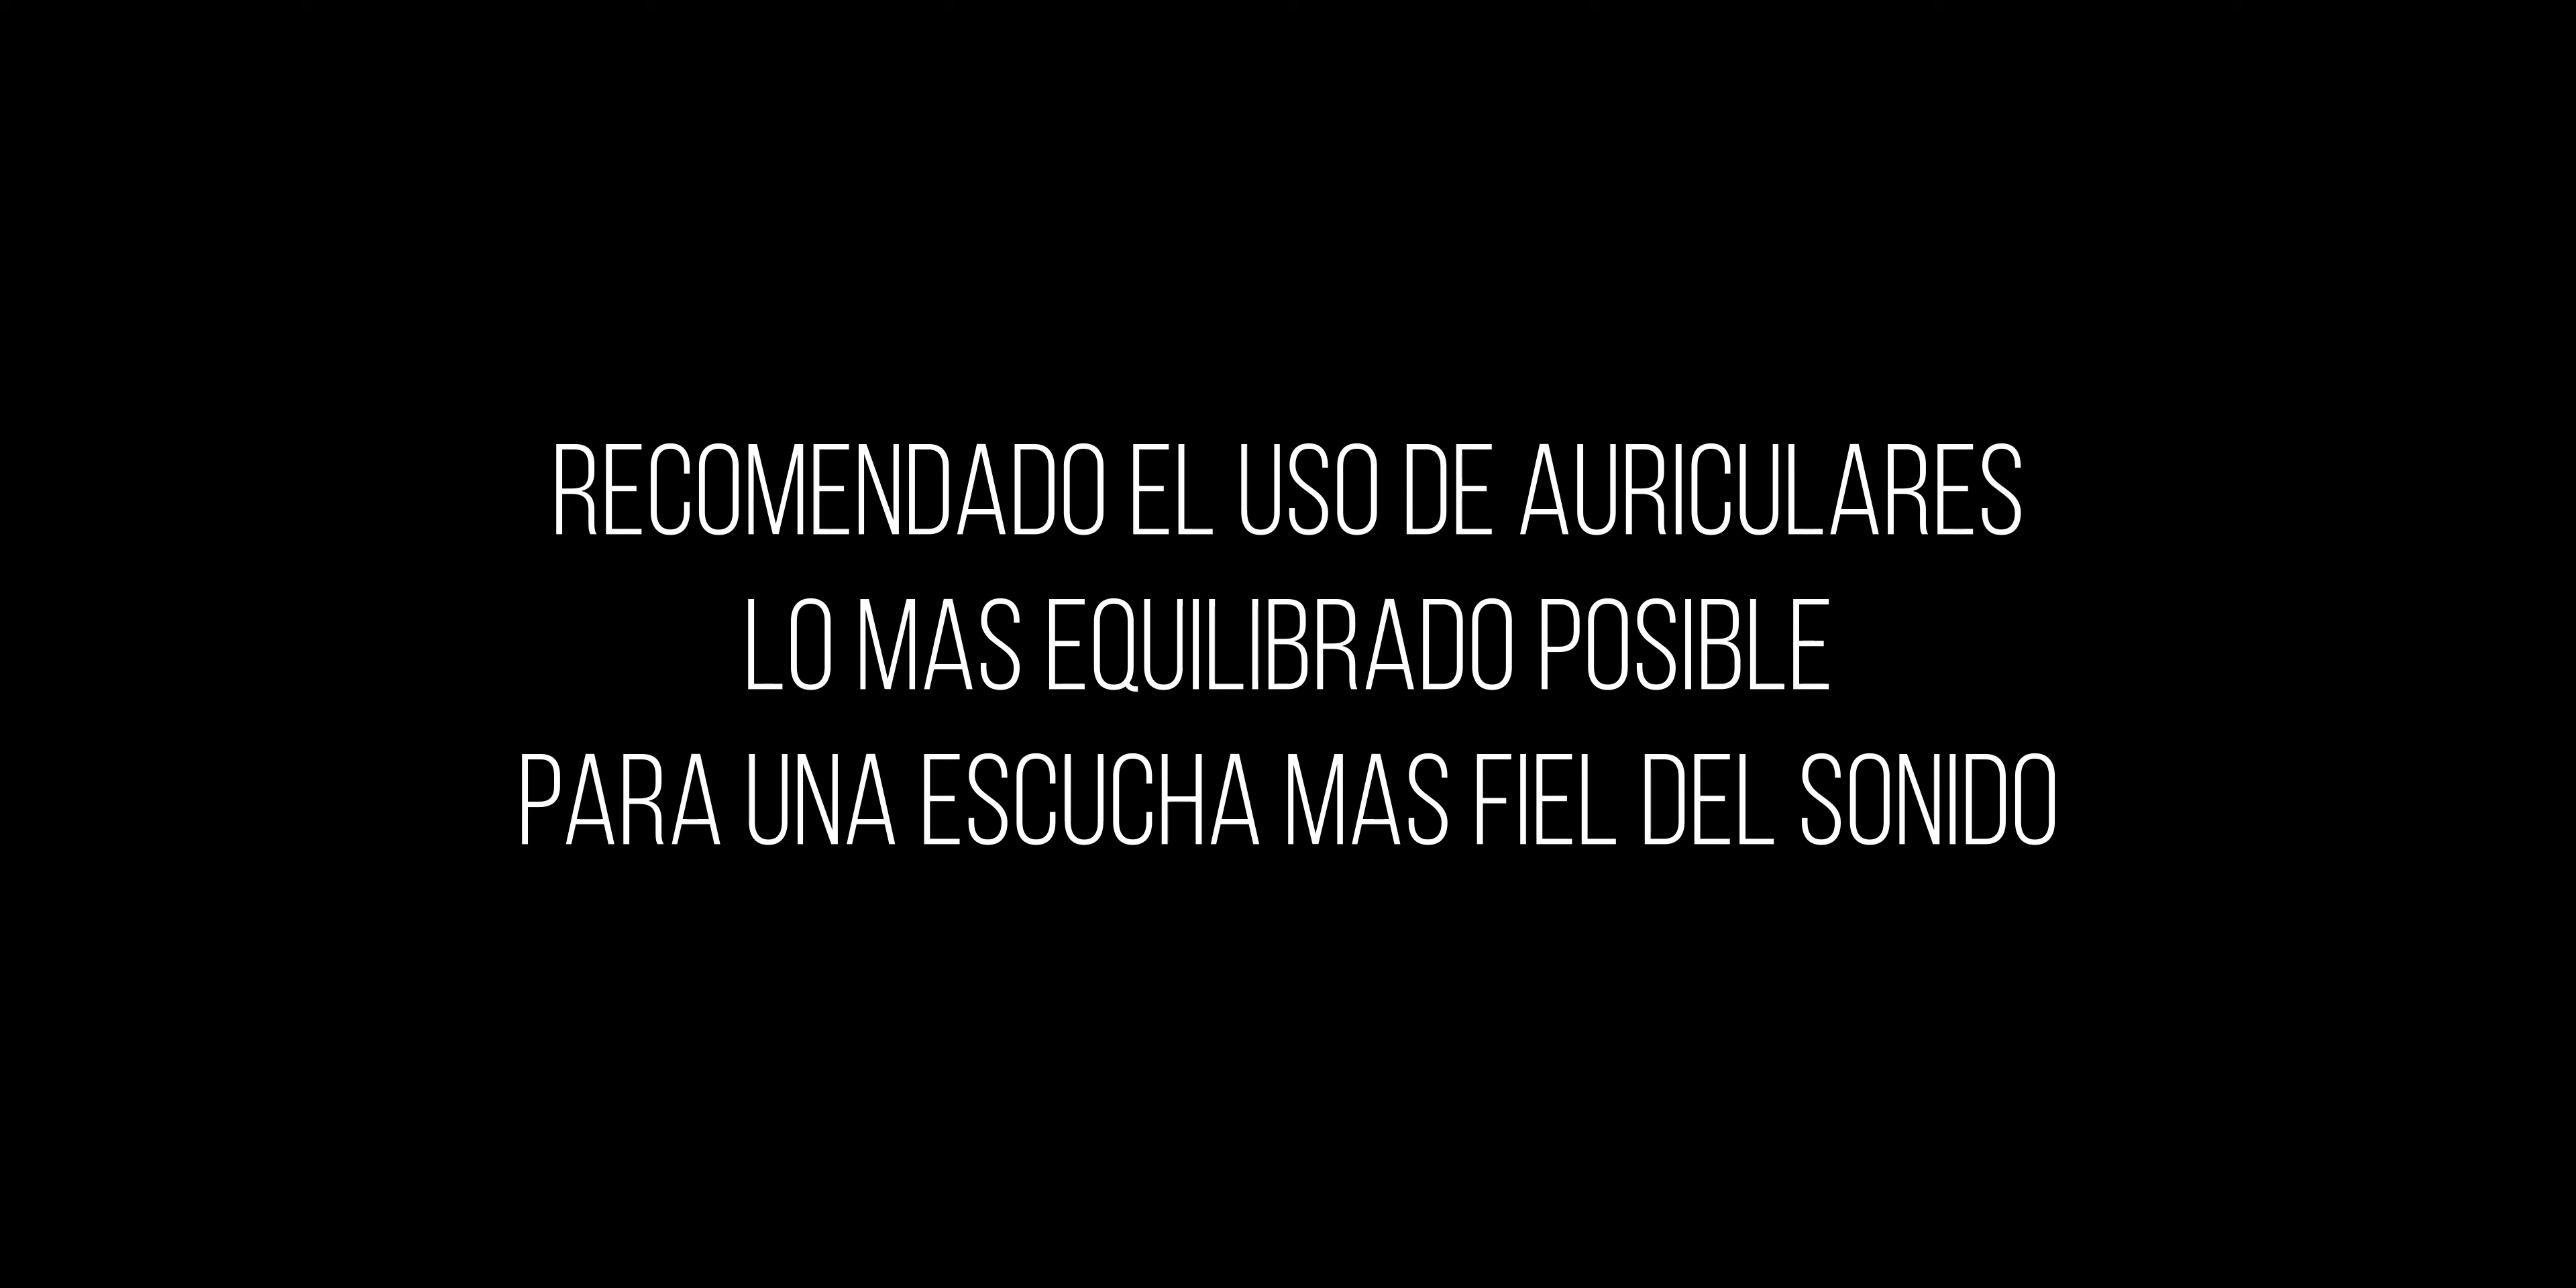 RECOMENDADO EL USO DE AURICULARES
LO MAS EQUILIBRADO POSIBLE
PARA UNA ESCUCHA MAS FIEL DEL SONIDO